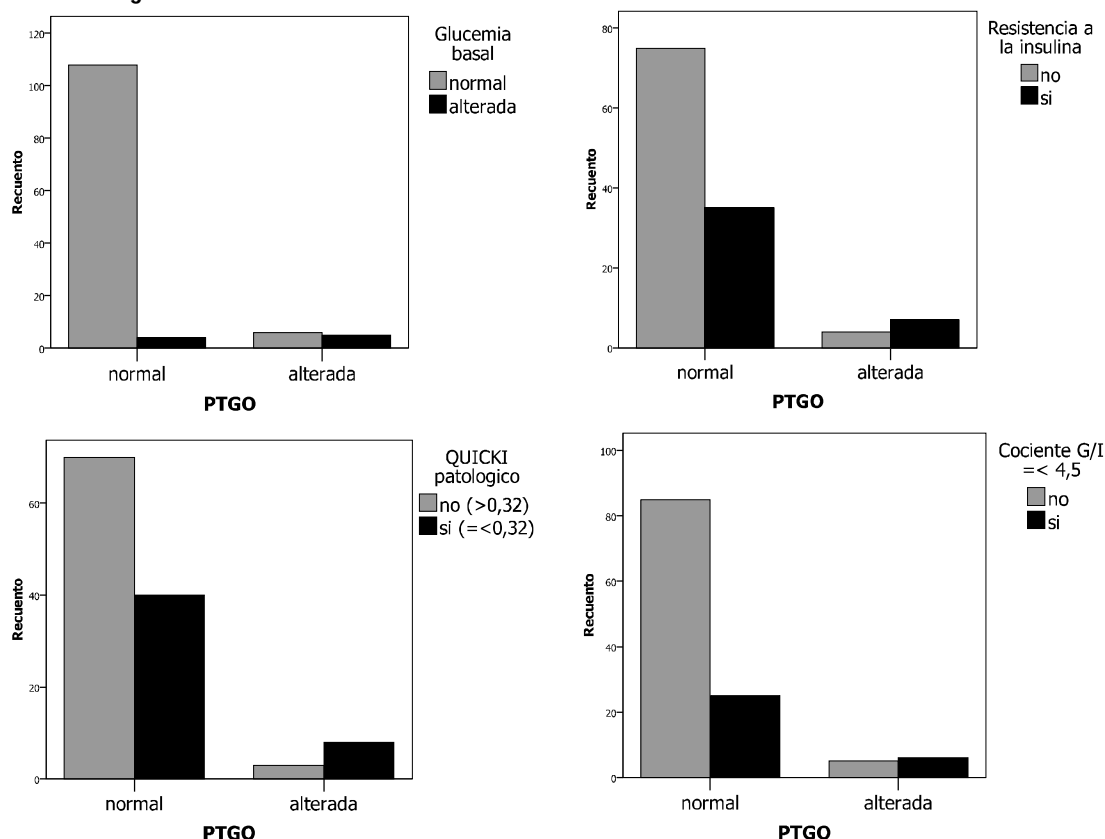 120
100
80
60
40
20
0
Recuento
normal
alterada
PTGO
Glucemia
basal
normal
alterada
80
60
40
20
0
Recuento
normal
alterada
PTGO
Resistencia a
la insulina
no
si
60
40
20
0
Recuento
normal
alterada
PTGO
QUICKI
patologico
no (>0,32)
si (=<0,32)
100
80
60
40
20
0
Recuento
normal
alterada
PTGO
Cociente G/I
=< 4,5
no
si